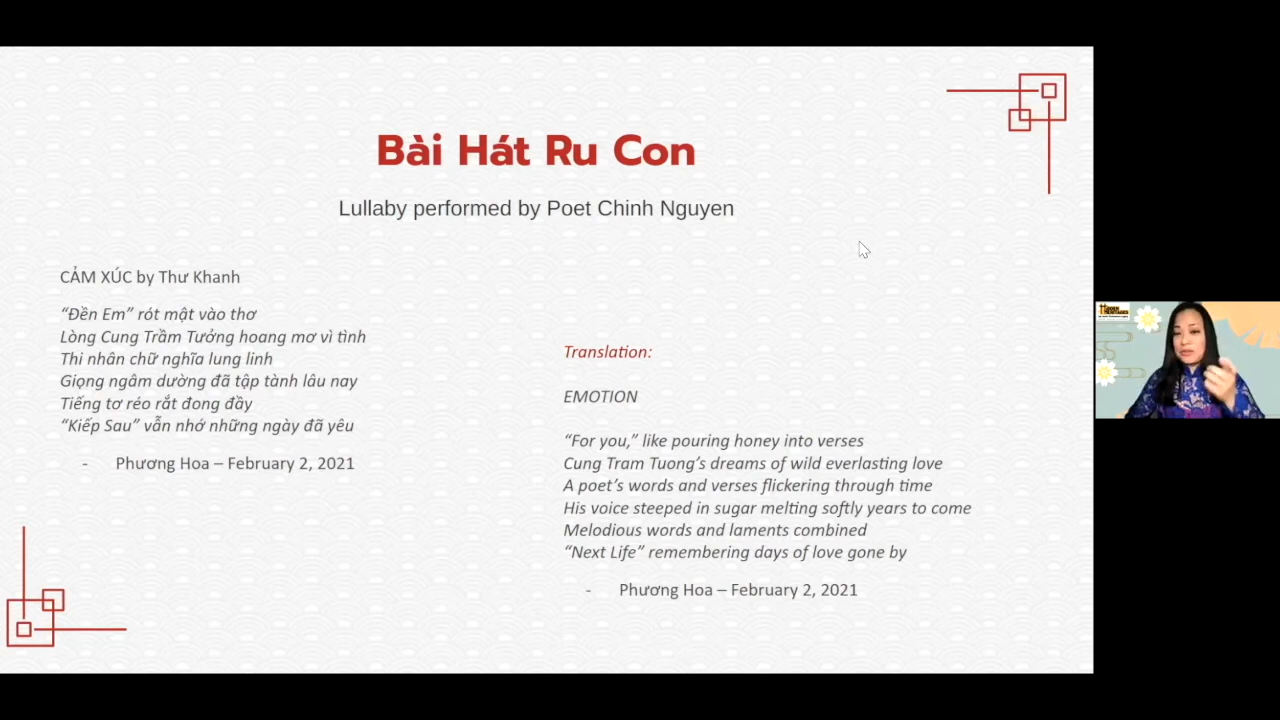 Bài Hát Ru Con
Lullaby performed by Poet Chinh Nguyen
CẢM XÚC by Thư Khanh
“Đền Em” rót mật vào thơ
Lòng Cung Trầm Tưởng hoang mơ vì tình
Thi nhân chữ nghĩa lung linh
Giọng ngâm dường đã tập tành lâu nay
Tiếng tơ réo rắt đong đầy
“Kiếp Sau” vẫn nhớ những ngày đã yêu
- Phương Hoa – February 2, 2021
Translation:
EMOTION
“For you,” like pouring honey into verses
Cung Tram Tuong’s dreams of wild everlasting love
A poet’s words and verses flickering through time
His voice steeped in sugar melting softly years to come
Melodious words and laments combined
“Next Life” remembering days of love gone by
- Phương Hoa – February 2, 2021